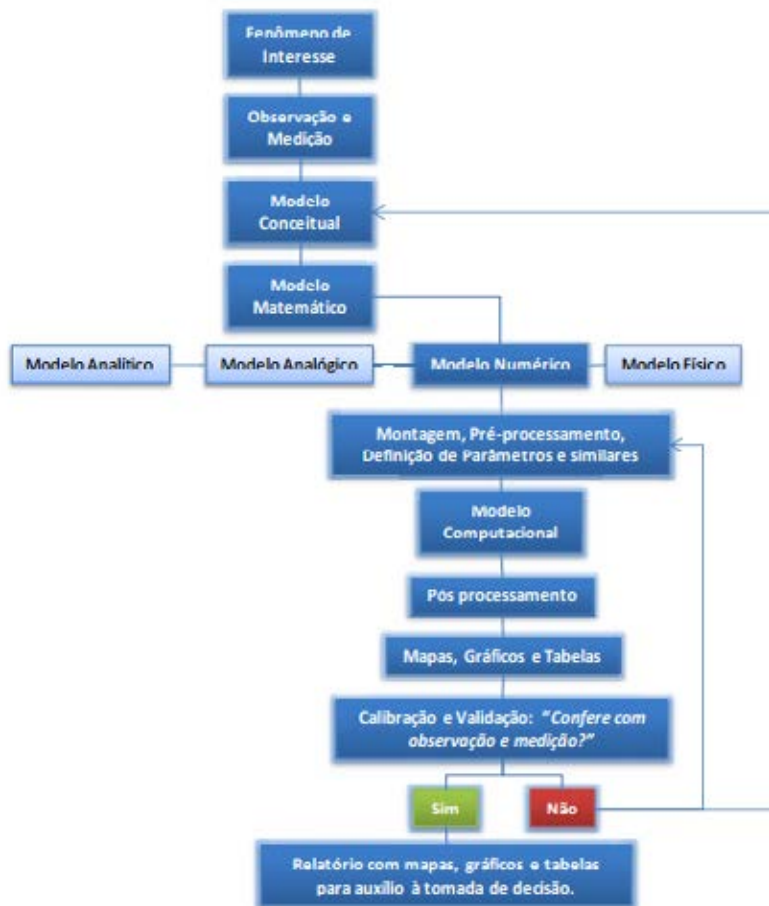 Fenômeno de
Interesse
Observação e
Medição
Modelo
Conceitual
Modelo
Matemático
Modelo Analítico
Modelo Analógico
Modelo Numérico
Modelo Físico
Montagem, Pré-processamento,
Definição de Parâmetros e similares
Modelo
Computacional
Pós processamento
Mapas, Gráficos e Tabelas
Calibração e Validação: "Confere com
observação e medição?"
Sim
Não
Relatório com mapas, gráficos e tabelas
para auxílio à tomada de decisão.